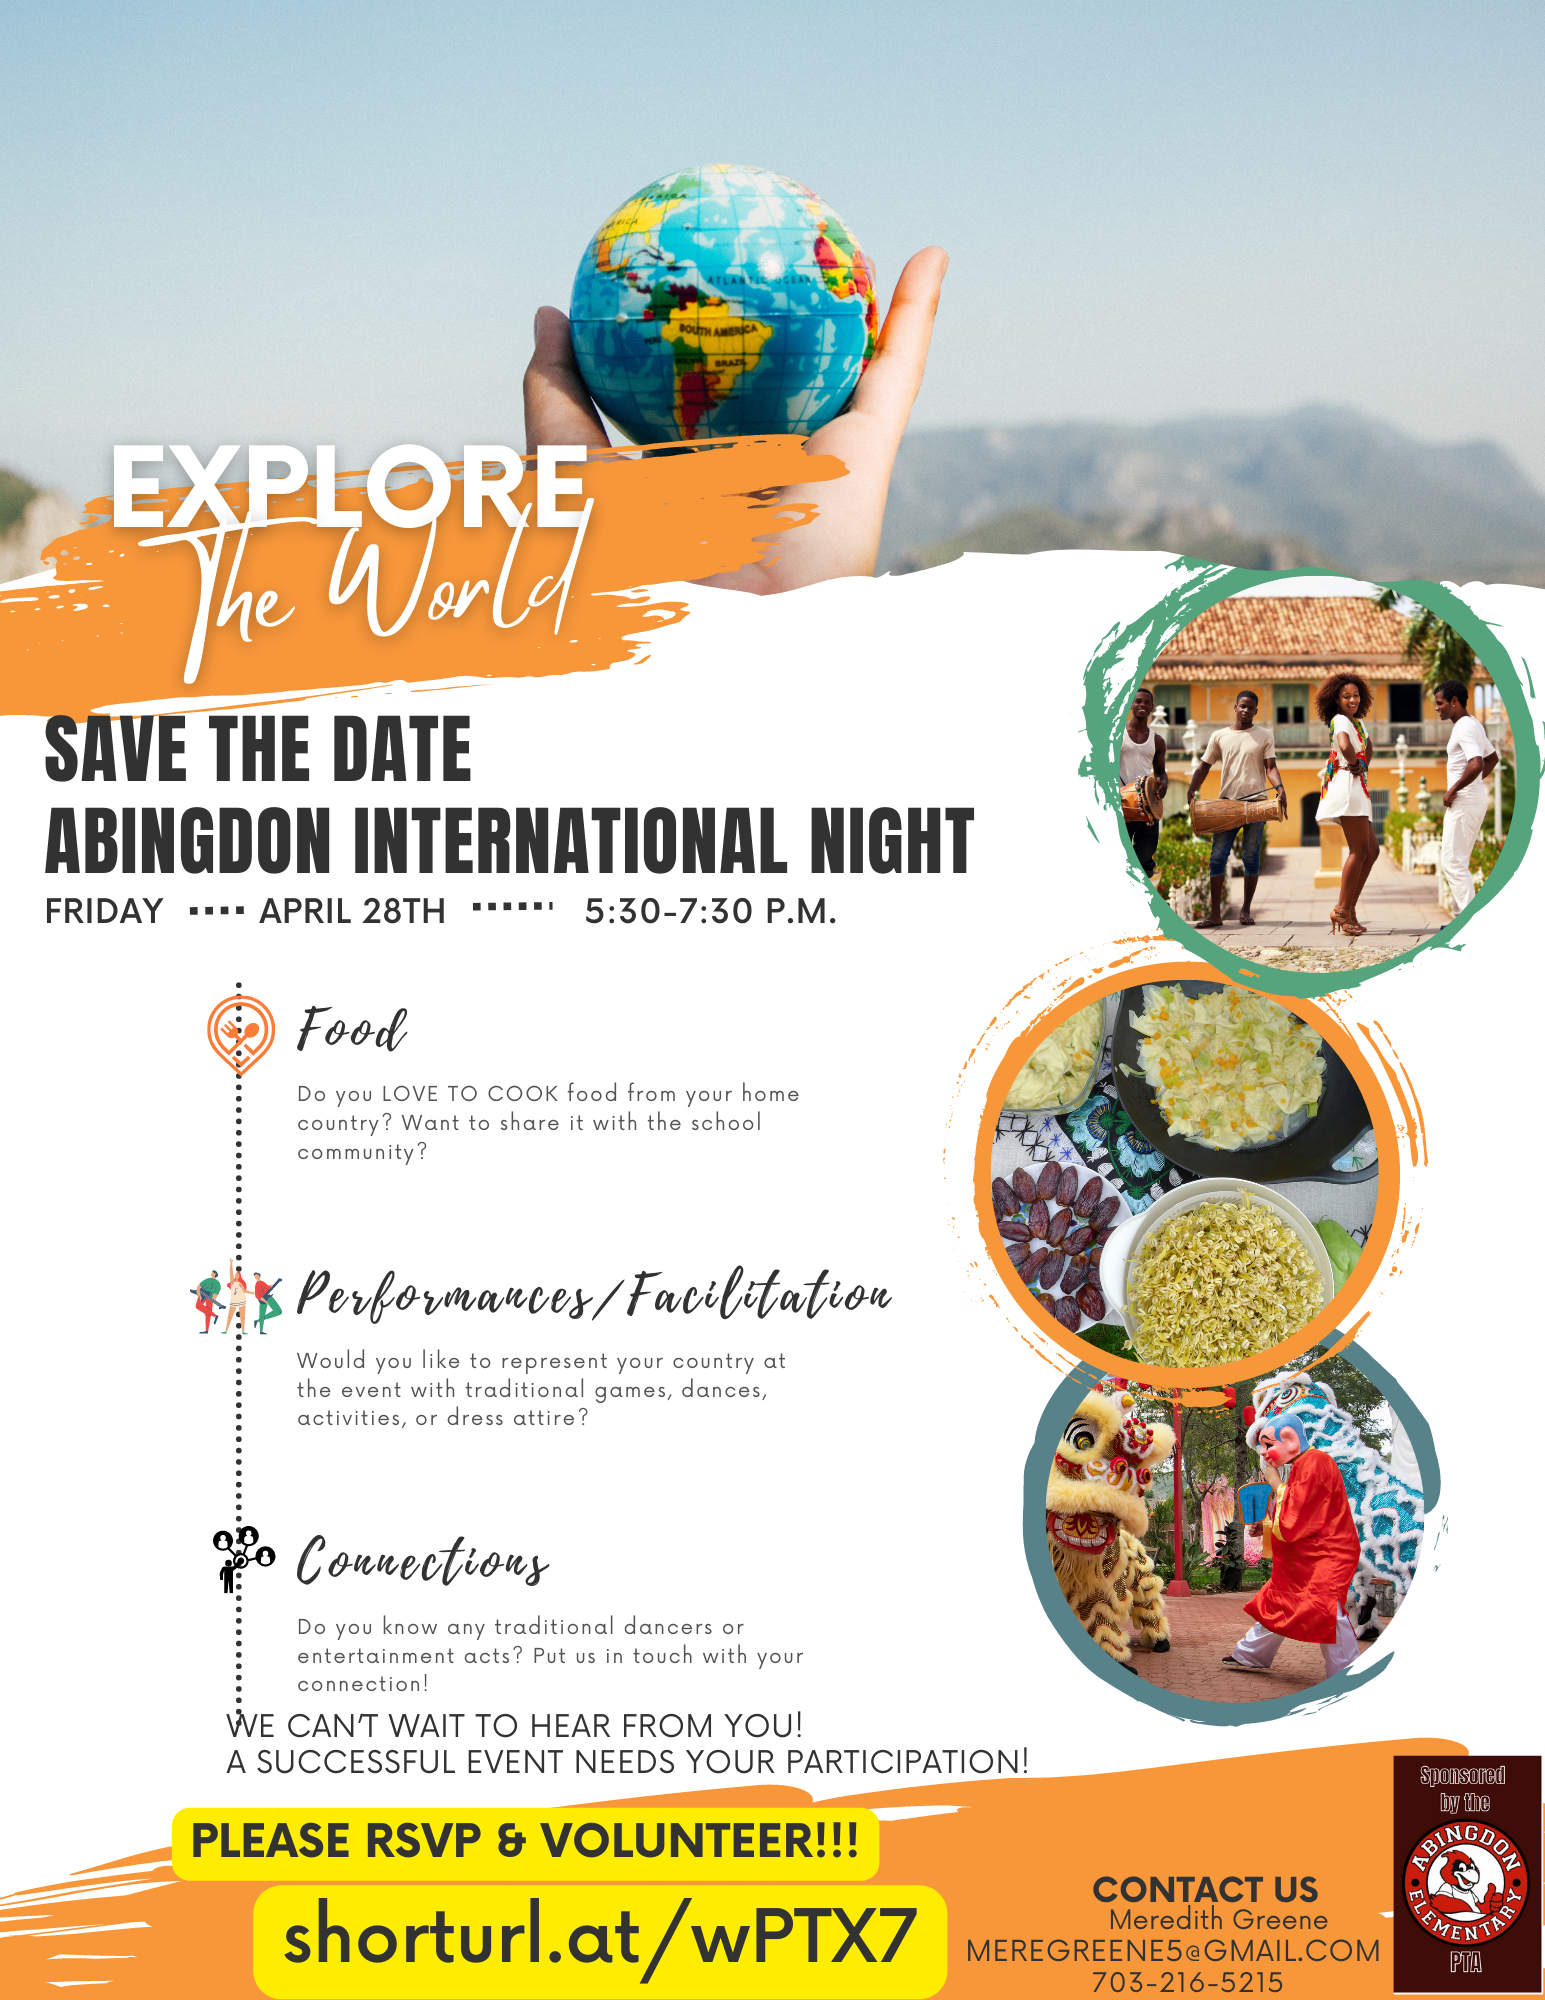 SOUTH AMERICA
BRAZIL
ATLANTIC OCEAN
EXPLORE
The World
SAVE THE DATE
ABINGDON INTERNATIONAL NIGHT
FRIDAY APRIL 28TH 5:30-7:30 P.M.
Food
Do you LOVE TO COOK food from your home
country? Want to share it with the school
community?
Performances/Facilitation
Would you like to represent your country at
the event with traditional games, dances,
activities, or dress attire?
Connections
Do you know any traditional dancers or
entertainment acts? Put us in touch with your
connection!
WE CAN'T WAIT TO HEAR FROM YOU!
A SUCCESSFUL EVENT NEEDS YOUR PARTICIPATION!
PLEASE RSVP & VOLUNTEER!!!
shorturl.at/wPTX7
CONTACT US
Meredith Greene
MEREGREENE5@GMAIL.COM
703-216-5215
Sponsored
by the
ABINGDON
ELEMENTARY
PTA